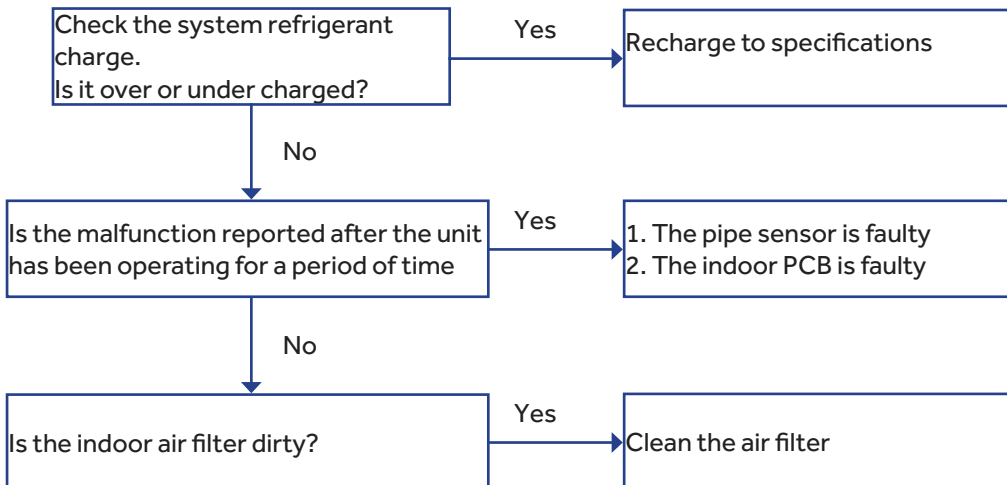 Check the system refrigerant
charge.
Is it over or under charged?
Yes
Recharge to specifications
No
Is the malfunction reported after the unit
has been operating for a period of time
Yes
1. The pipe sensor is faulty
2. The indoor PCB is faulty
No
Is the indoor air filter dirty?
Yes
Clean the air filter